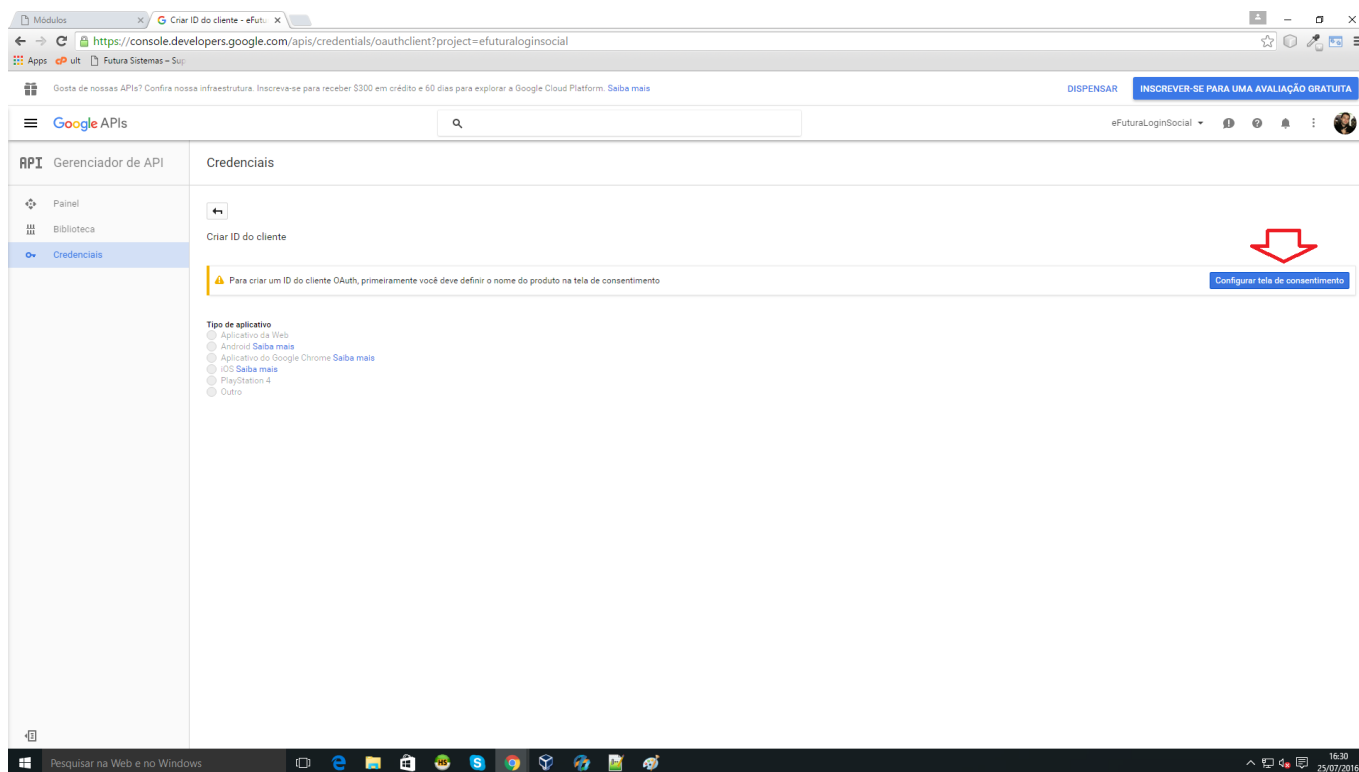 Módulos
Criar ID do cliente - eFutu
https://console.developers.google.com/apis/credentials/oauthclient?project=efuturaloginsocial
Apps ult Futura Sistemas – Sup
Gosta de nossas APIs? Confira nossa infraestrutura. Inscreva-se para receber $300 em crédito e 60 dias para explorar a Google Cloud Platform. Saiba mais
DISPENSAR
INSCREVER-SE PARA UMA AVALIAÇÃO GRATUITA
Google APIs
eFuturaLoginSocial
API Gerenciador de API
Credenciais
Painel
Biblioteca
Credenciais
Criar ID do cliente
Para criar um ID do cliente OAuth, primeiramente você deve definir o nome do produto na tela de consentimento
Configurar tela de consentimento
Tipo de aplicativo
Aplicativo da Web
Android Saiba mais
Aplicativo do Google Chrome Saiba mais
iOS Saiba mais
PlayStation 4
Outro
Pesquisar na Web e no Windows
HS
16:30
25/07/2016